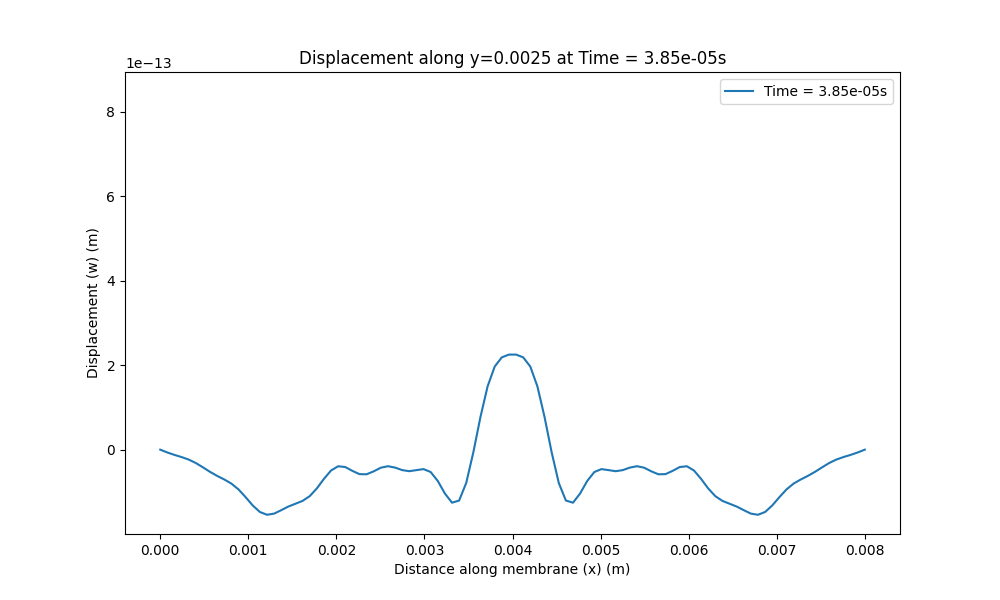 Displacement along y=0.0025 at Time = 3.85e-05s
1e−13
Time = 3.85e-05s
8
6
4
2
0
Displacement (w) (m)
0.000 0.001 0.002 0.003 0.004 0.005 0.006 0.007 0.008
Distance along membrane (x) (m)